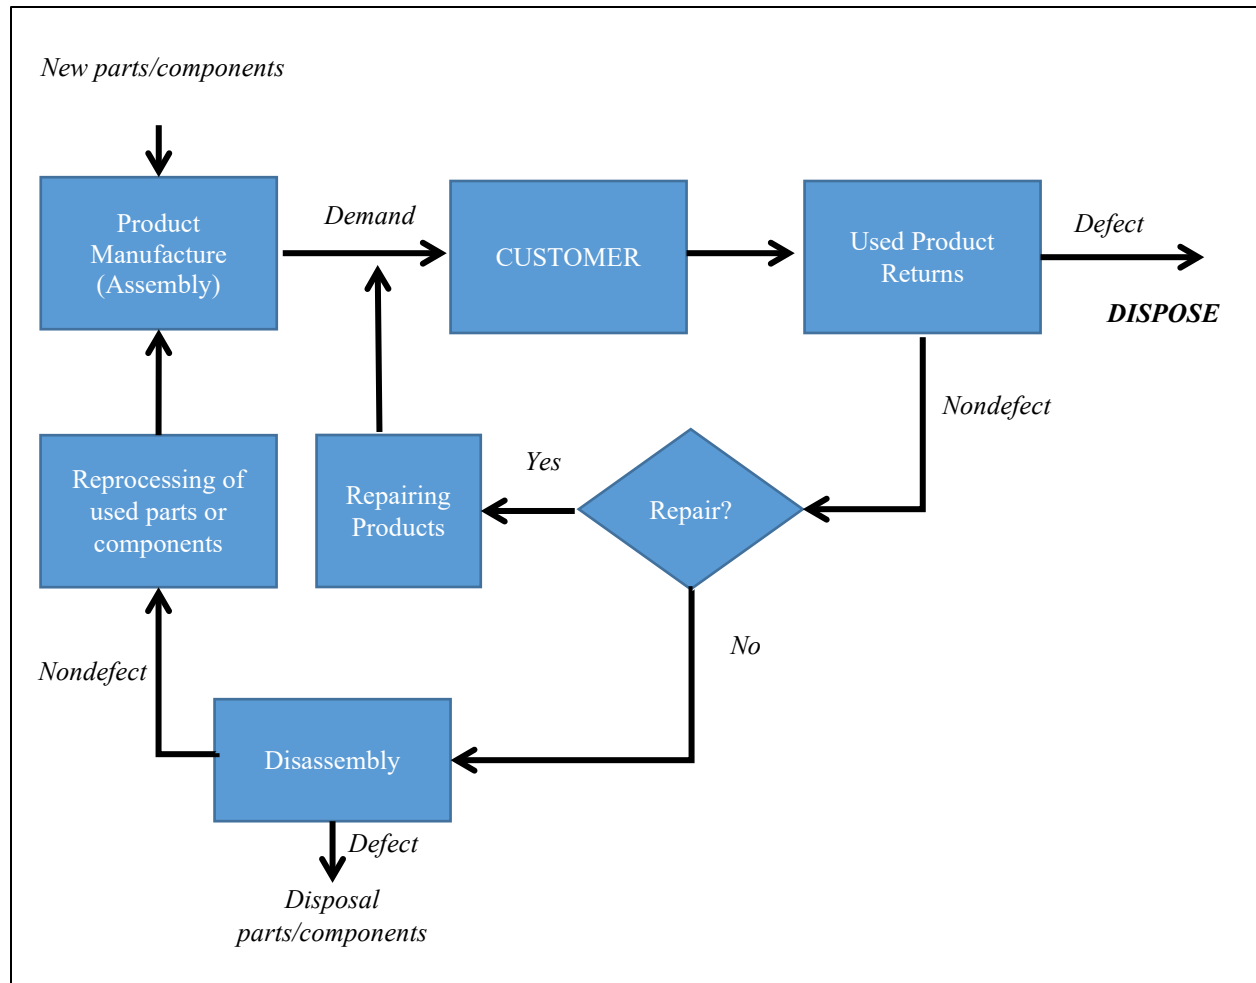 New parts/components
Product
Manufacture
(Assembly)
Demand
CUSTOMER
Used Product
Returns
Defect
DISPOSE
Nondefect
Reprocessing of
used parts or
components
Repairing
Products
Yes
Repair?
No
Nondefect
Disassembly
Defect
Disposal
parts/components